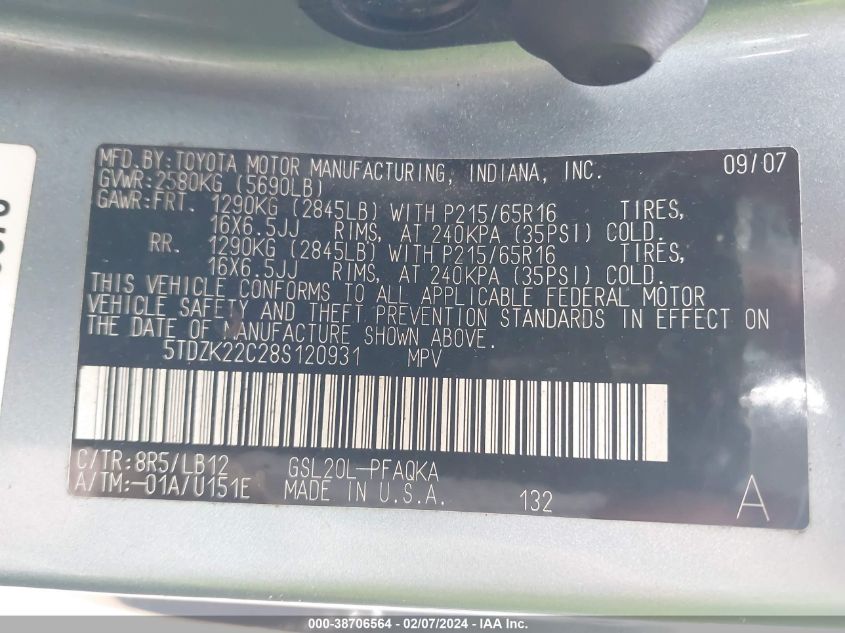 MFD. BY: TOYOTA MOTOR MANUFACTURING, INDIANA, INC. 09/07
GVWR: 2580KG (5690LB)
GAWR: FRT. 1290KG (2845LB) WITH P215/65R16 TIRES,
16X6.5JJ RIMS, AT 240KPA (35PSI) COLD.
RR. 1290KG (2845LB) WITH P215/65R16 TIRES,
16X6.5JJ RIMS, AT 240KPA (35PSI) COLD.
THIS VEHICLE CONFORMS TO ALL APPLICABLE FEDERAL MOTOR
VEHICLE SAFETY AND THEFT PREVENTION STANDARDS IN EFFECT ON
THE DATE OF MANUFACTURE SHOWN ABOVE.
5TDZK22C28S120931 MPV
C/TR: 8R5/LB12 GSL20L-PFAQKA
A/TM: -01A/U151E MADE IN U.S.A. 132 A
000-38706564 - 02/07/2024 - IAA Inc.